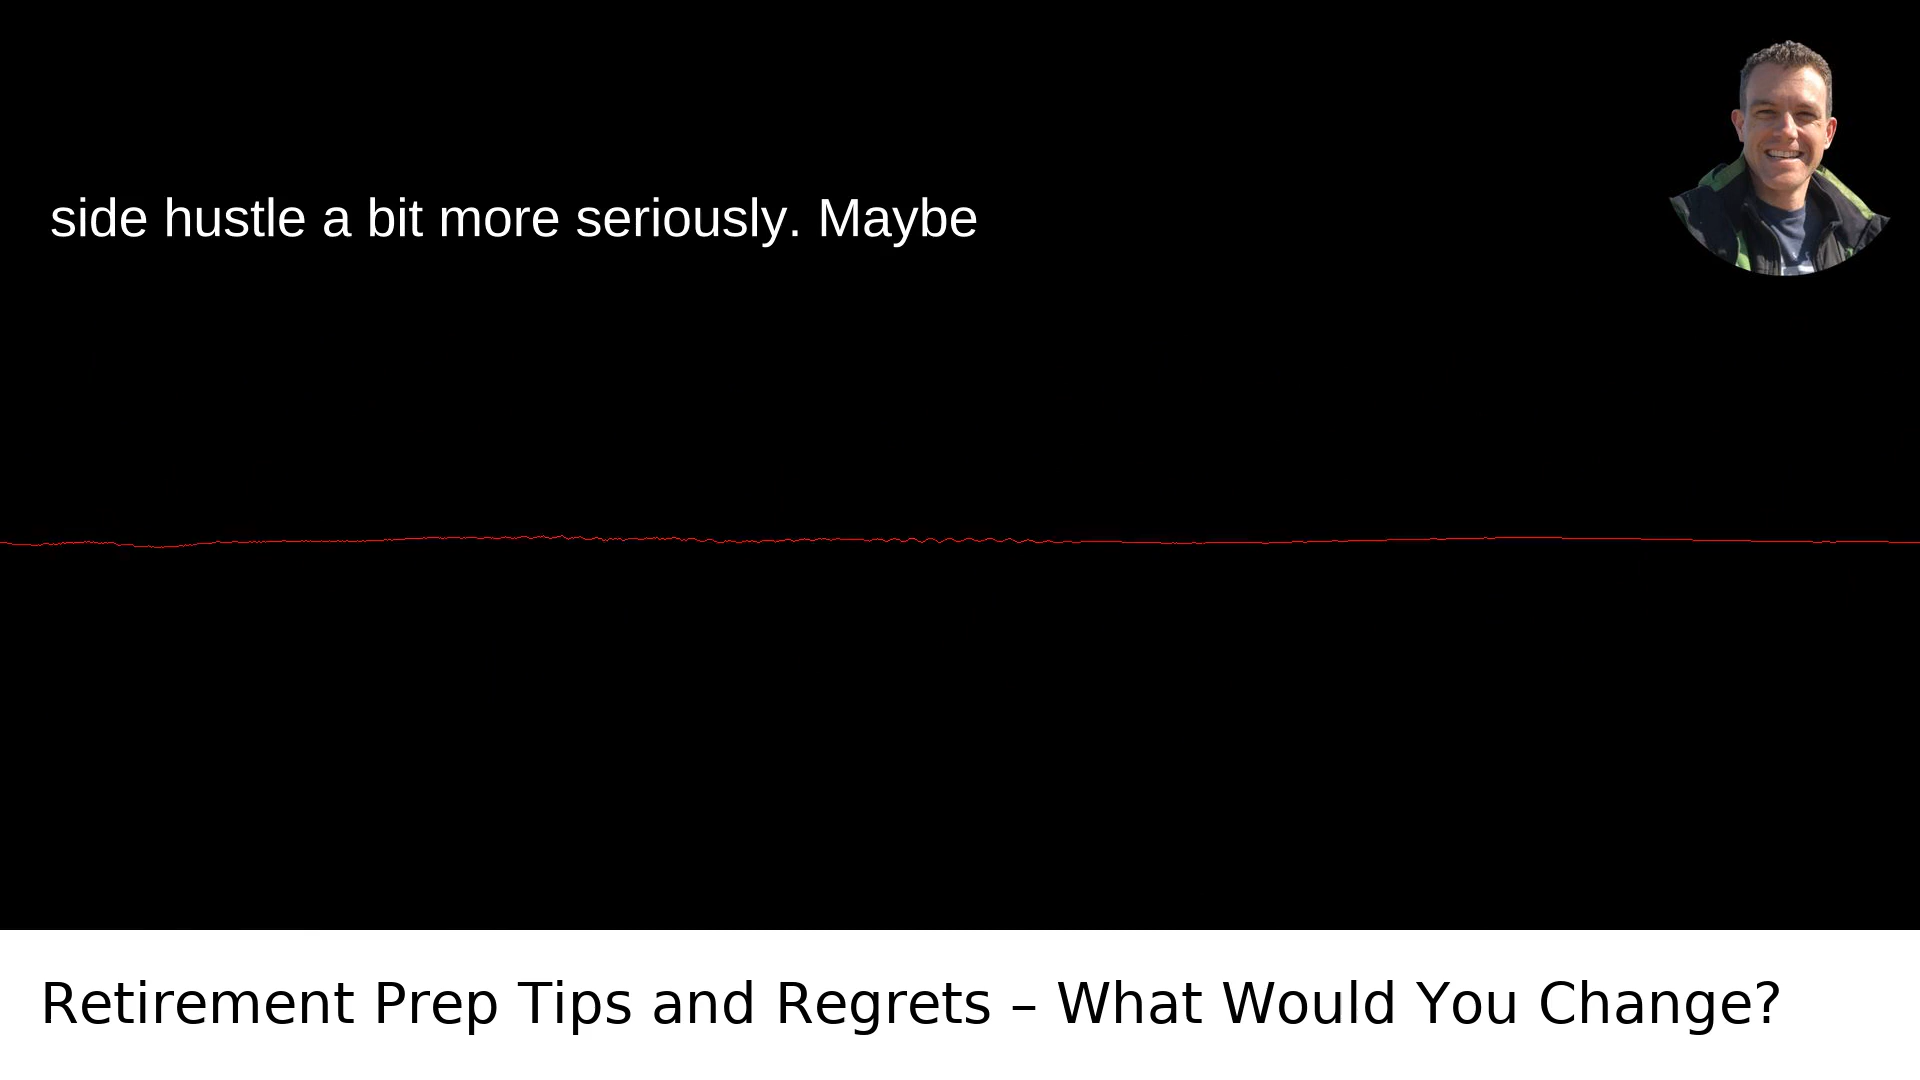 side hustle a bit more seriously. Maybe
Retirement Prep Tips and Regrets – What Would You Change?